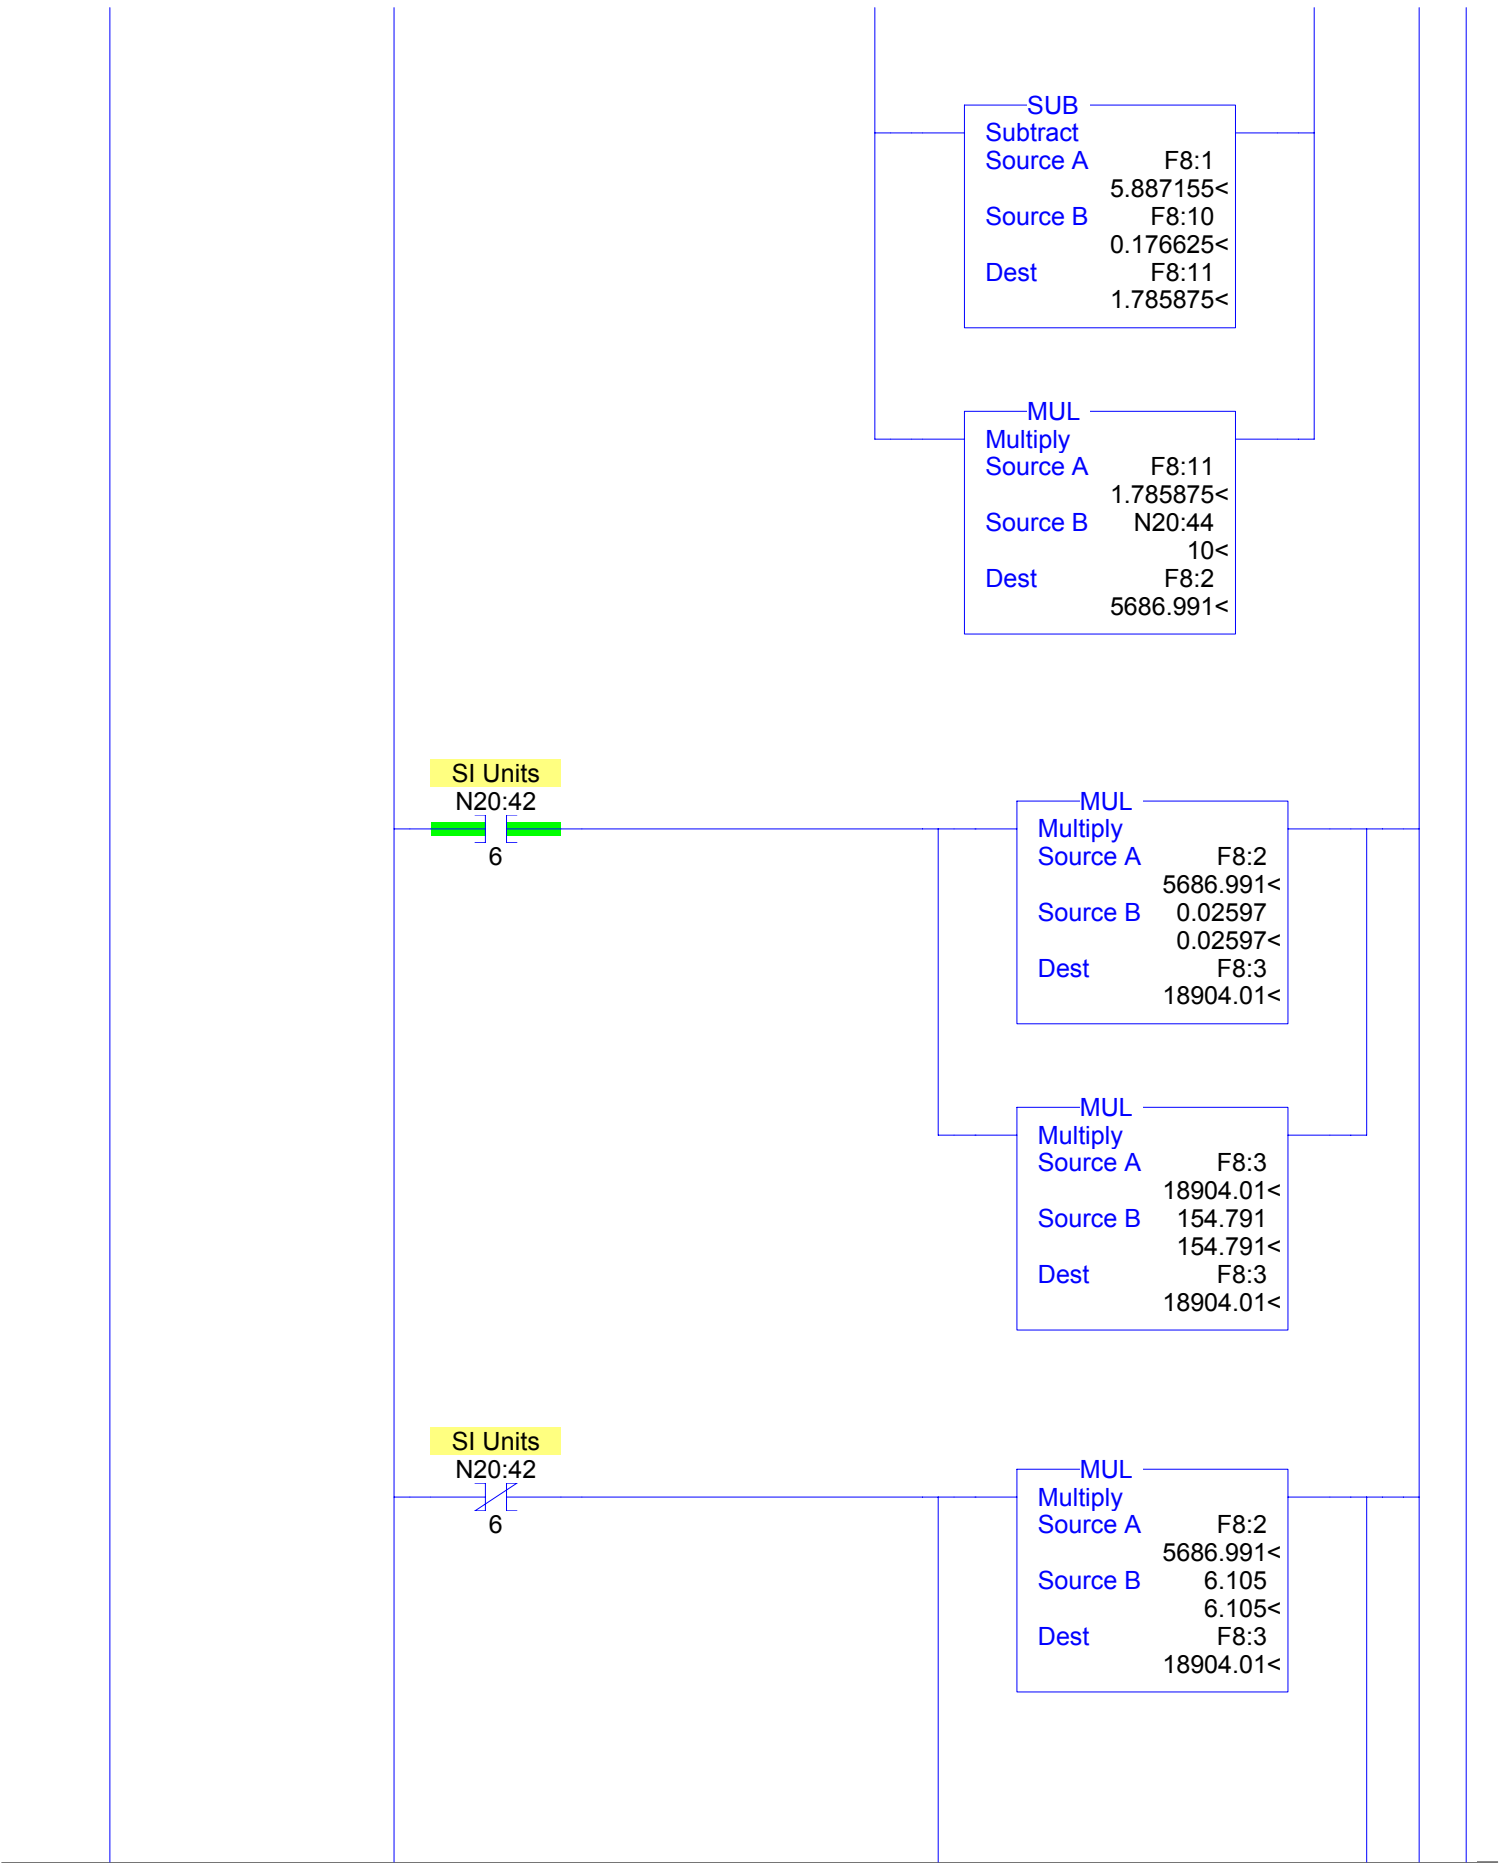 SUB
Subtract
Source A F8:1
5.887155<
Source B F8:10
0.176625<
Dest F8:11
1.785875<
MUL
Multiply
Source A F8:11
1.785875<
Source B N20:44
10<
Dest F8:2
5686.991<
SI Units
N20:42
6
MUL
Multiply
Source A F8:2
5686.991<
Source B 0.02597
0.02597<
Dest F8:3
18904.01<
MUL
Multiply
Source A F8:3
18904.01<
Source B 154.791
154.791<
Dest F8:3
18904.01<
SI Units
N20:42
6
MUL
Multiply
Source A F8:2
5686.991<
Source B 6.105
6.105<
Dest F8:3
18904.01<